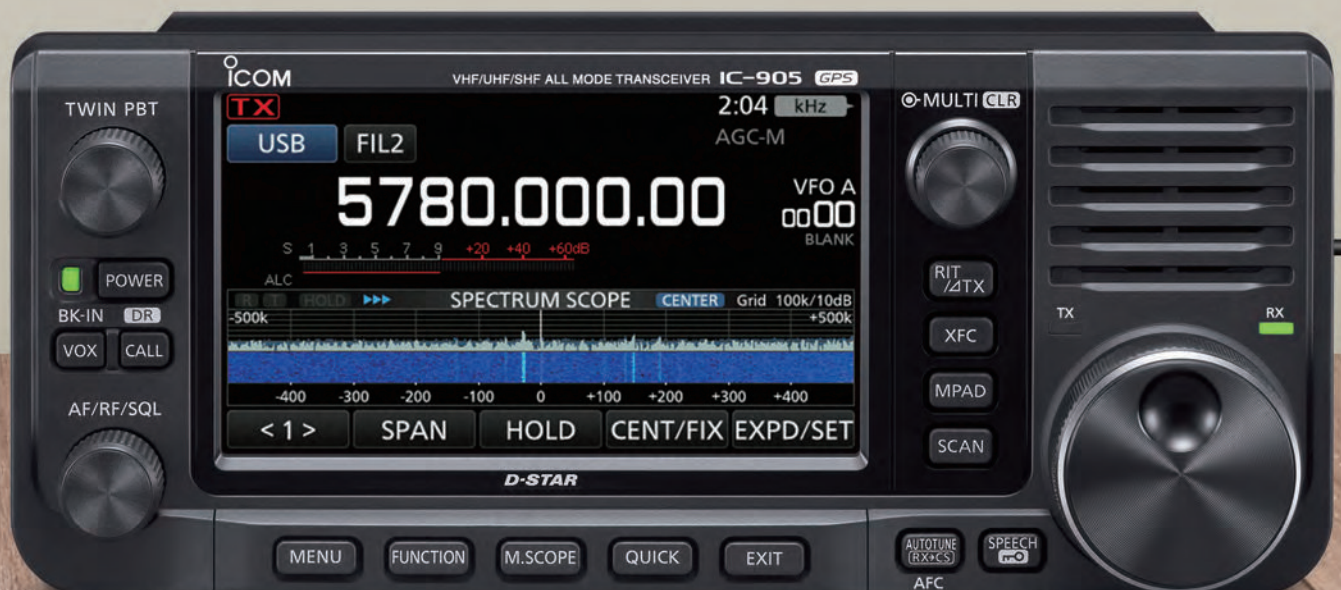 ICOM
VHF/UHF/SHF ALL MODE TRANSCEIVER IC-905 GPS
TWIN PBT
TX
2:04 kHz
MULTI CLR
USB FIL2
AGC-M
5780.000.00
VFO A
0000
BLANK
S 1 3 5 7 9 +20 +40 +60dB
ALC
POWER
BK-IN DR
VOX CALL
AF/RF/SQL
R T HOLD SPECTRUM SCOPE CENTER Grid 100k/10dB
-500k +500k
-400 -300 -200 -100 0 +100 +200 +300 +400
< 1 > SPAN HOLD CENT/FIX EXPD/SET
D-STAR
RIT
/⊿TX
XFC
MPAD
SCAN
TX RX
MENU FUNCTION M.SCOPE QUICK EXIT
AUTOTUNE
RX→CS
AFC
SPEECH